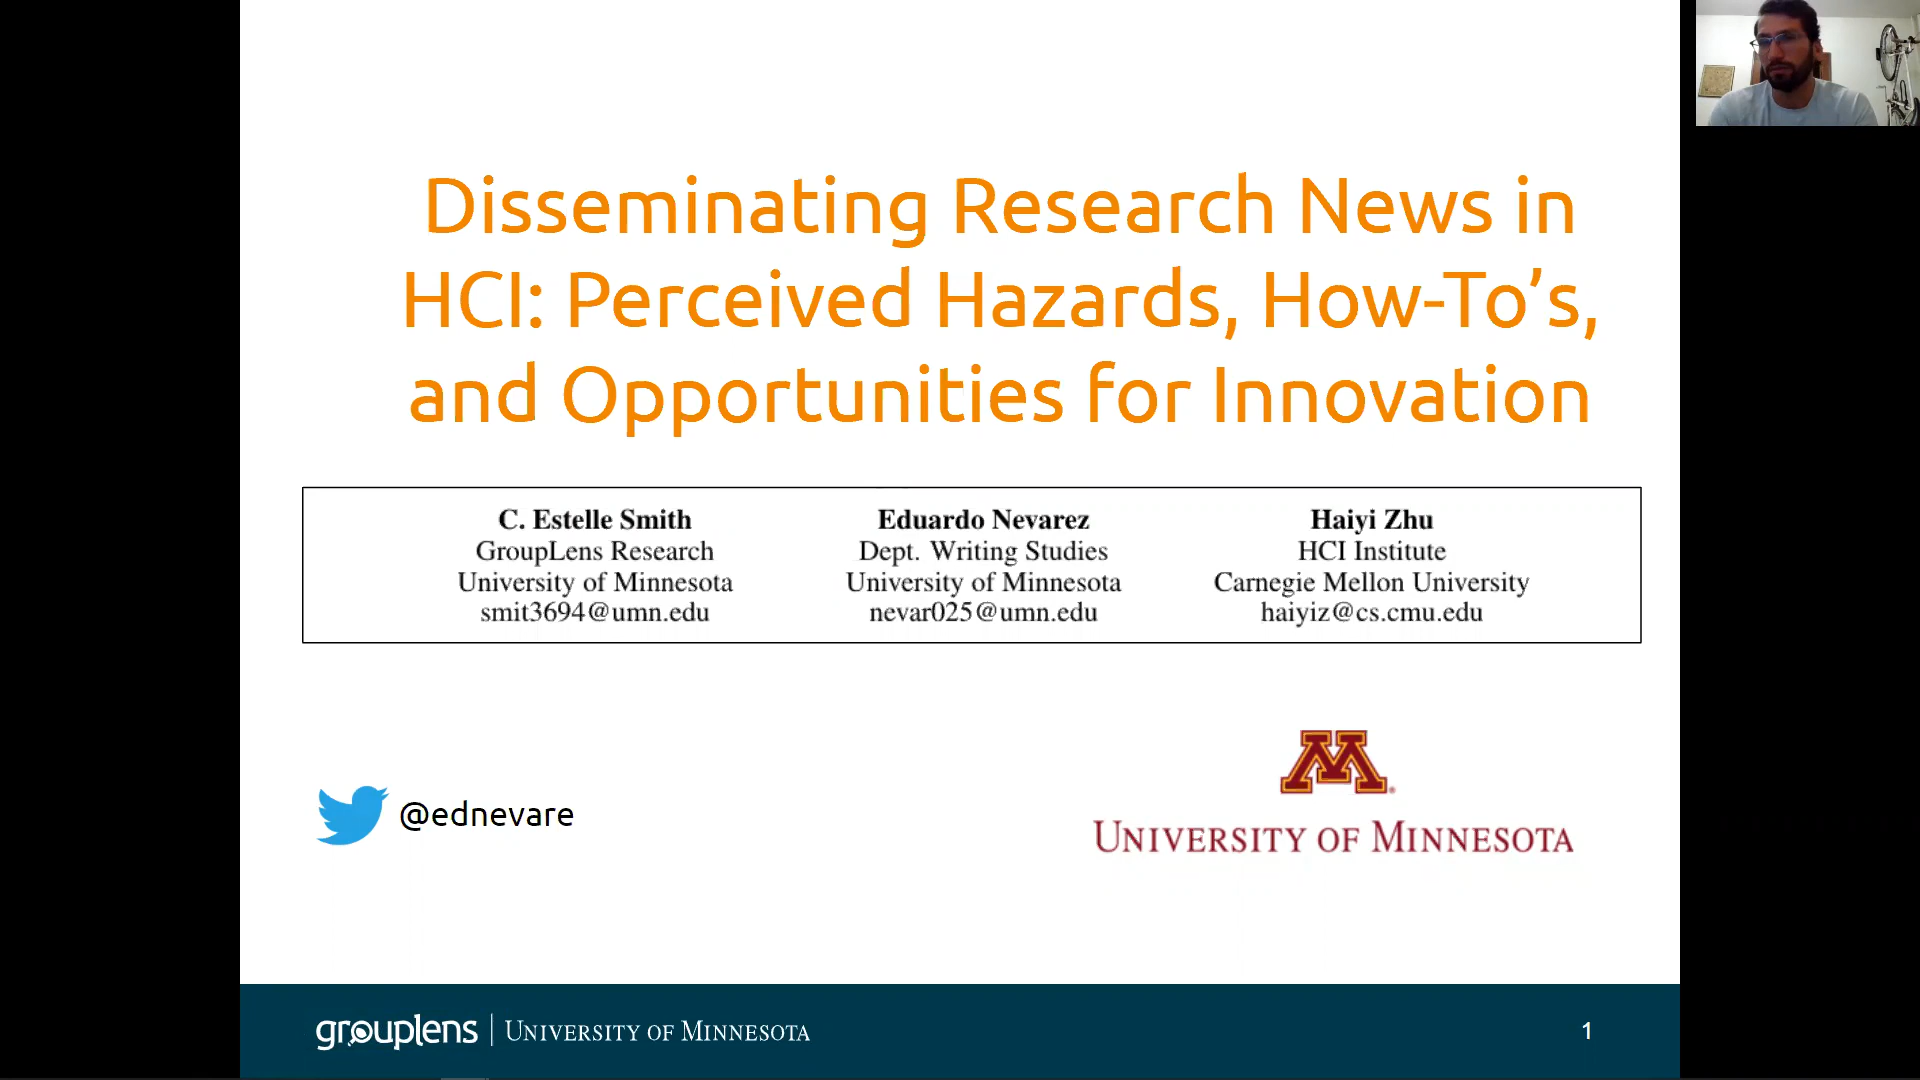 Disseminating Research News in
HCI: Perceived Hazards, How-To’s,
and Opportunities for Innovation
C. Estelle Smith
GroupLens Research
University of Minnesota
smit3694@umn.edu
Eduardo Nevarez
Dept. Writing Studies
University of Minnesota
nevar025@umn.edu
Haiyi Zhu
HCI Institute
Carnegie Mellon University
haiyiz@cs.cmu.edu
@ednevare
M
UNIVERSITY OF MINNESOTA
grouplens | UNIVERSITY OF MINNESOTA
1